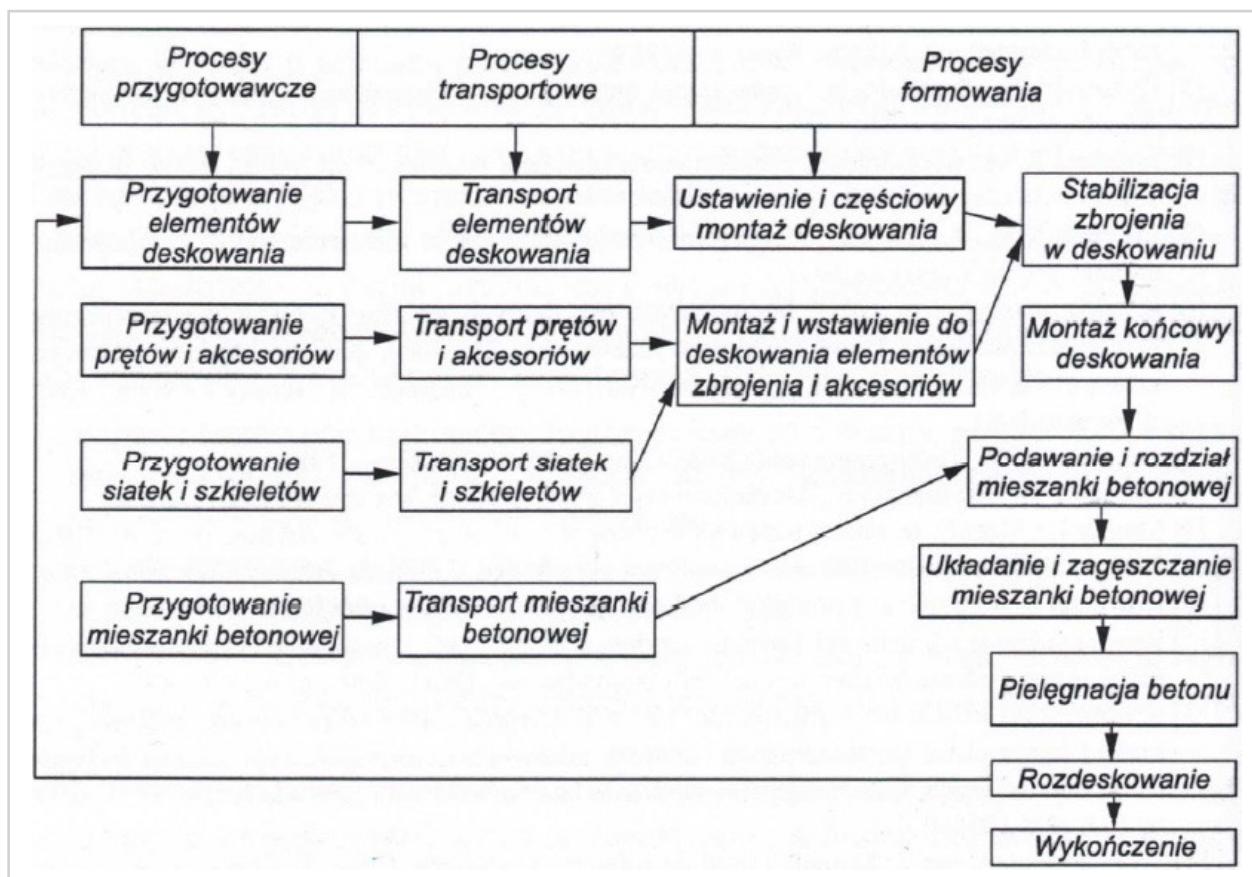 Procesy
przygotowawcze
Procesy
transportowe
Procesy
formowania
Przygotowanie
elementów
deskowania
Transport
elementów
deskowania
Ustawienie i częściowy
montaż deskowania
Stabilizacja
zbrojenia
w deskowaniu
Przygotowanie
prętów i akcesoriów
Transport prętów
i akcesoriów
Montaż i wstawienie do
deskowania elementów
zbrojenia i akcesoriów
Montaż końcowy
deskowania
Przygotowanie
siatek i szkieletów
Transport siatek
i szkieletów
Podawanie i rozdział
mieszanki betonowej
Przygotowanie
mieszanki betonowej
Transport mieszanki
betonowej
Układanie i zagęszczanie
mieszanki betonowej
Pielęgnacja betonu
Rozdeskowanie
Wykończenie